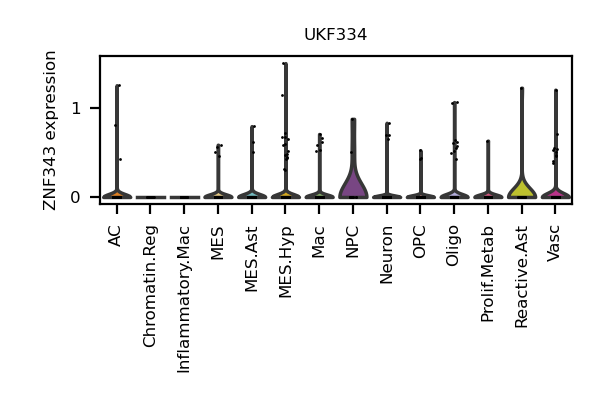 UKF334
ZNF343 expression
1
0
AC
Chromatin.Reg
Inflammatory.Mac
MES
MES.Ast
MES.Hyp
Mac
NPC
Neuron
OPC
Oligo
Prolif.Metab
Reactive.Ast
Vasc